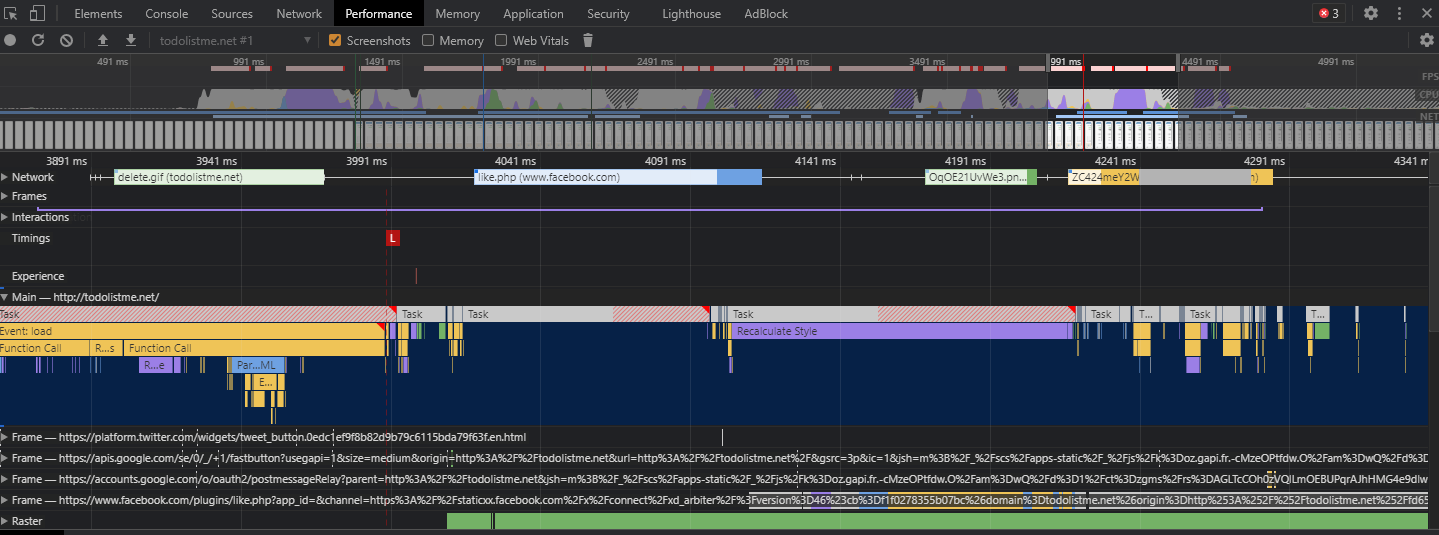 Elements Console Sources Network Performance Memory Application Security Lighthouse AdBlock 3
todolistme.net #1 Screenshots Memory Web Vitals
491 ms 991 ms 1491 ms 1991 ms 2491 ms 2991 ms 3491 ms 991 ms 4491 ms 4991 ms
FPS
CPU
NET
3891 ms 3941 ms 3991 ms 4041 ms 4091 ms 4141 ms 4191 ms 4241 ms 4291 ms 4341 m
Network delete.gif (todolistme.net) like.php (www.facebook.com) OqOE21UvWe3.pn... ZC424 meY2W )
Frames
Interactions
Timings L
Experience
Main — http://todolistme.net/
Task Task Task Task Task T... Task T...
Event: load Recalculate Style
Function Call R...s Function Call
R...e Par...ML
E...
Frame — https://platform.twitter.com/widgets/tweet_button.0edc1ef9f8b82d9b79c6115bda79f63f.en.html
Frame — https://apis.google.com/se/0/_/+1/fastbutton?usegapi=1&size=medium&origin=http%3A%2F%2Ftodolistme.net&url=http%3A%2F%2Ftodolistme.net%2F&gsrc=3p&ic=1&jsh=m%3B%2F_%2Fscs%2Fapps-static%2F_%2Fjs%2Fk%3Doz.gapi.fr.-cMzeOPtfdw.O%2Fam%3DwQ%2Fd%3D
Frame — https://accounts.google.com/o/oauth2/postmessageRelay?parent=http%3A%2F%2Ftodolistme.net&jsh=m%3B%2F_%2Fscs%2Fapps-static%2F_%2Fjs%2Fk%3Doz.gapi.fr.-cMzeOPtfdw.O%2Fam%3DwQ%2Fd%3D1%2Fct%3Dzgms%2Frs%3DAGLTcCOh0zVQlLmOEBUPqrAJhHMG4e9dlw
Frame — https://www.facebook.com/plugins/like.php?app_id=&channel=https%3A%2F%2Fstaticxx.facebook.com%2Fx%2Fconnect%2Fxd_arbiter%2F%3Fversion%3D46%23cb%3Df1f0278355b07bc%26domain%3Dtodolistme.net%26origin%3Dhttp%253A%252F%252Ftodolistme.net%252Ffd65
Raster